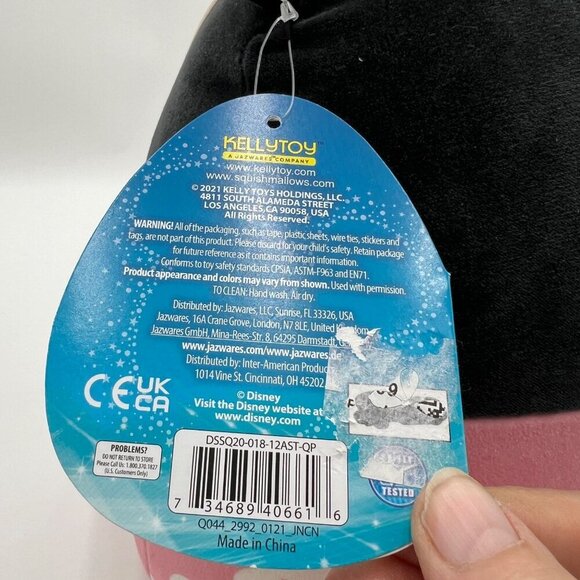 KELLYTOY
A JAZWARES COMPANY
www.kellytoy.com
www.squishmallows.com
© 2021 KELLY TOYS HOLDINGS, LLC.
4811 SOUTH ALAMEDA STREET
LOS ANGELES, CA 90058, USA
All Rights Reserved.
WARNING! All of the packaging, such as tape, plastic sheets, wire ties, stickers and
tags, are not part of this product. Please discard for your child's safety. Retain package
for future reference as it contains important information.
Conforms to toy safety standards CPSIA, ASTM-F963 and EN71.
Product appearance and colors may vary from shown. Used with permission.
TO CLEAN: Hand wash. Air dry.
Distributed by: Jazwares, LLC, Sunrise, FL 33326, USA
Jazwares, 16A Crane Grove, London, N7 8LE, United
Jazwares GmbH, Mina-Rees-Str. 8, 64295 Darmstadt,
www.jazwares.com/www.jazwares.de
Distributed by: Inter-American
1014 Vine St. Cincinnati, OH 45202
© Disney
Visit the Disney website at
www.disney.com
CE UK
CA
PROBLEMS?
DO NOT RETURN TO STORE
Please Call Us: 1.800.370.1827
(U.S. Customers Only)
DSSQ20-018-12AST-QP
7 34689 40661 6
Q044_2992_0121_JNCN
Made in China
TESTED